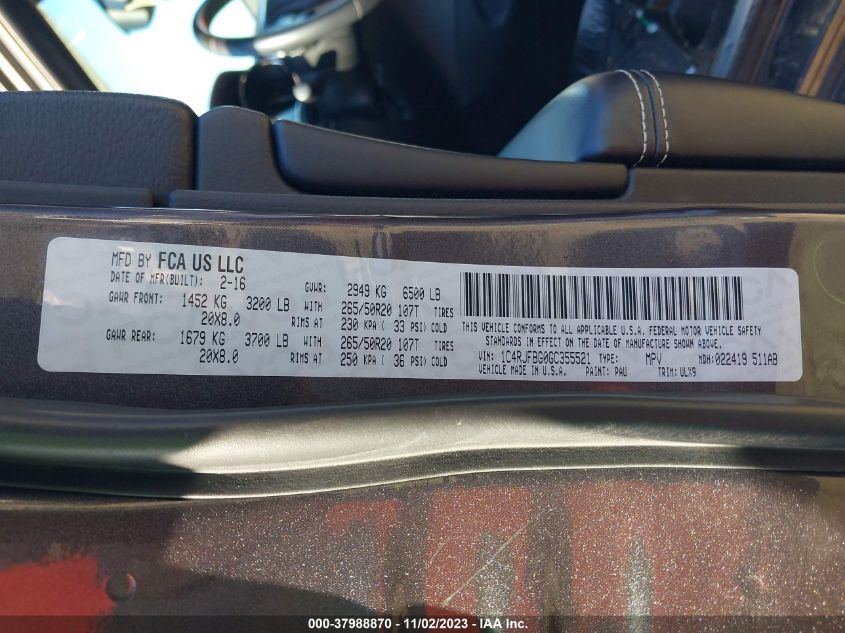 MFD BY FCA US LLC
DATE OF MFR(BUILT): 2-16 GVWR: 2949 KG 6500 LB
GAWR FRONT: 1452 KG 3200 LB WITH 265/50R20 107T TIRES
20X8.0 RIMS AT 230 KPA ( 33 PSI) COLD
GAWR REAR: 1679 KG 3700 LB WITH 265/50R20 107T TIRES
20X8.0 RIMS AT 250 KPA ( 36 PSI) COLD
THIS VEHICLE CONFORMS TO ALL APPLICABLE U.S.A. FEDERAL MOTOR VEHICLE SAFETY
STANDARDS IN EFFECT ON THE DATE OF MANUFACTURE SHOWN ABOVE.
VIN: 1C4RJFBG0GC355521 TYPE: MPV MDH:022419 511AB
VEHICLE MADE IN U.S.A. PAINT: PAU TRIM: ULX9
000-37988870 - 11/02/2023 - IAA Inc.